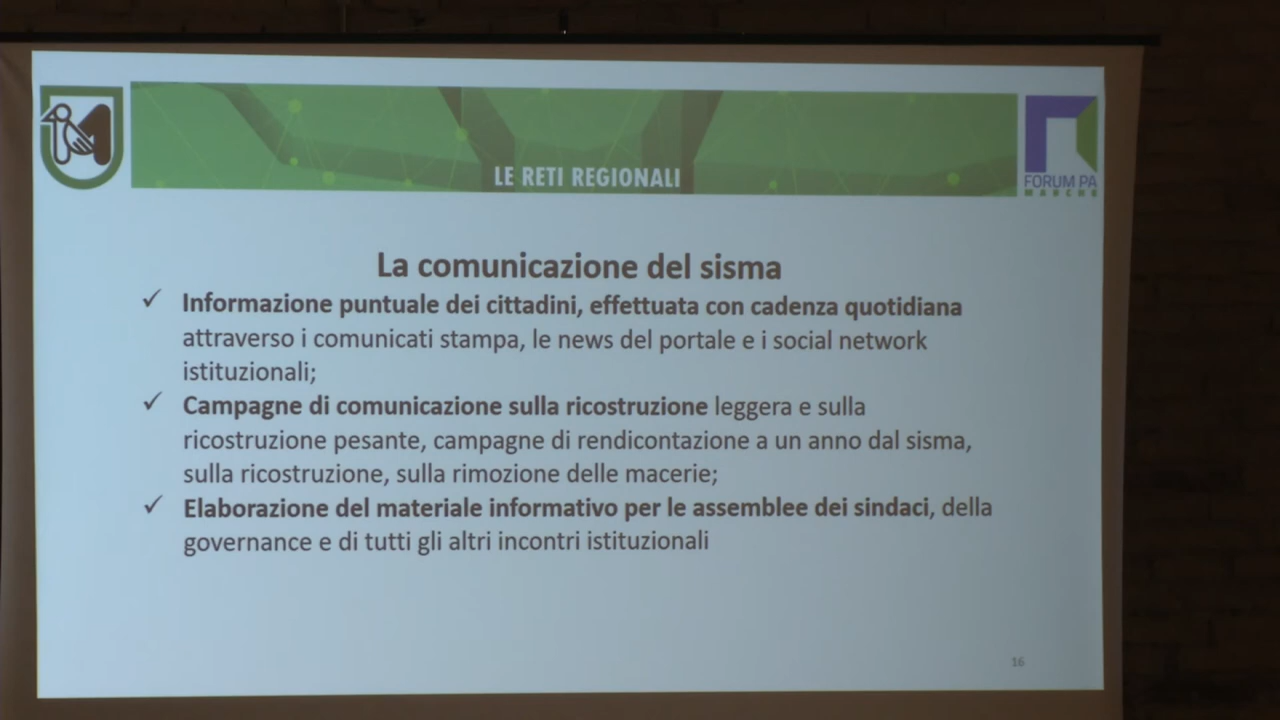 LE RETI REGIONALI
FORUM PA
MARCHE
La comunicazione del sisma
✓ Informazione puntuale dei cittadini, effettuata con cadenza quotidiana
attraverso i comunicati stampa, le news del portale e i social network
istituzionali;
✓ Campagne di comunicazione sulla ricostruzione leggera e sulla
ricostruzione pesante, campagne di rendicontazione a un anno dal sisma,
sulla ricostruzione, sulla rimozione delle macerie;
✓ Elaborazione del materiale informativo per le assemblee dei sindaci, della
governance e di tutti gli altri incontri istituzionali
16